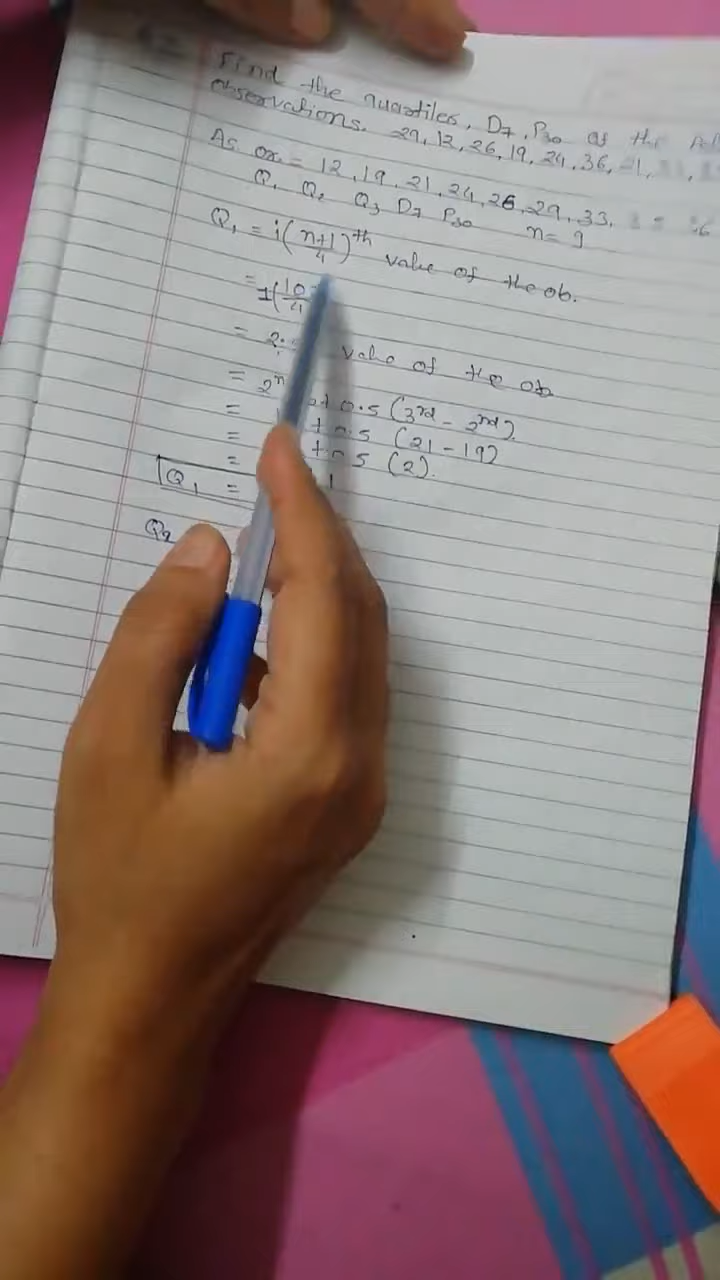 Find the quartiles, D7, P30 of the
observations. 29, 12, 26, 19, 24, 36, 21,
As or = 12, 19, 21, 24, 26, 29, 33,
Q1 Q2 Q3 D7 P30 n = 9
Q1 = i(n+1/4)th value of the ob.
= 1(10/4
= 2. value of the ob
= 2n + 0.5 (3rd - 2nd)
= + 0.5 (21 - 19)
= + 0.5 (2).
Q1 =
Q2